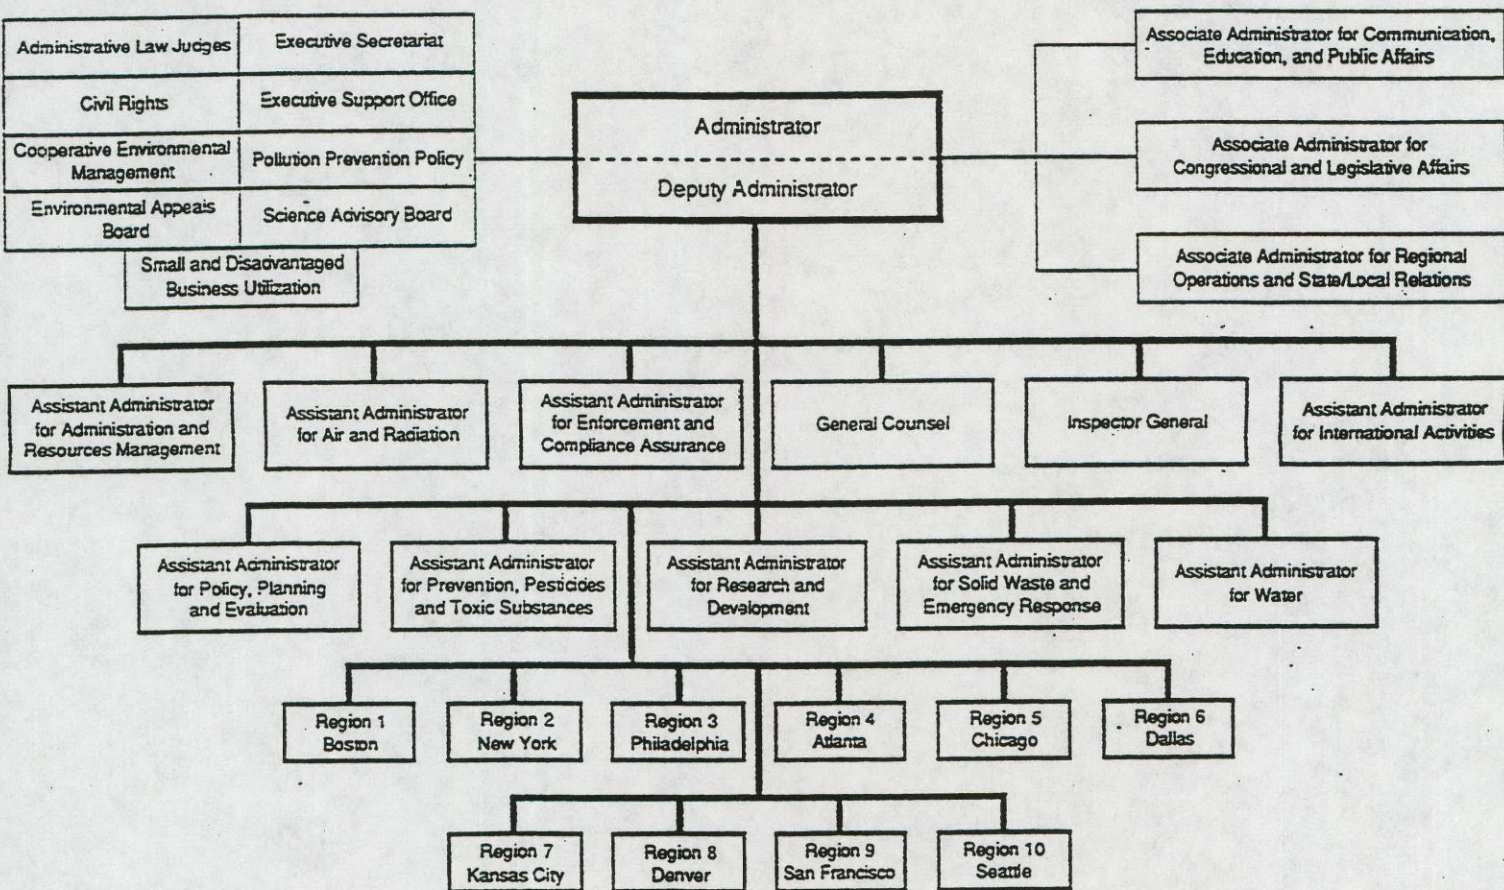 Administrative Law Judges
Executive Secretariat
Civil Rights
Executive Support Office
Cooperative Environmental
Management
Pollution Prevention Policy
Environmental Appeals
Board
Science Advisory Board
Small and Disadvantaged
Business Utilization
Administrator
Deputy Administrator
Associate Administrator for Communication,
Education, and Public Affairs
Associate Administrator for
Congressional and Legislative Affairs
Associate Administrator for Regional
Operations and State/Local Relations
Assistant Administrator
for Administration and
Resources Management
Assistant Administrator
for Air and Radiation
Assistant Administrator
for Enforcement and
Compliance Assurance
General Counsel
Inspector General
Assistant Administrator
for International Activities
Assistant Administrator
for Policy, Planning
and Evaluation
Assistant Administrator
for Prevention, Pesticides
and Toxic Substances
Assistant Administrator
for Research and
Development
Assistant Administrator
for Solid Waste and
Emergency Response
Assistant Administrator
for Water
Region 1
Boston
Region 2
New York
Region 3
Philadelphia
Region 4
Atlanta
Region 5
Chicago
Region 6
Dallas
Region 7
Kansas City
Region 8
Denver
Region 9
San Francisco
Region 10
Seattle